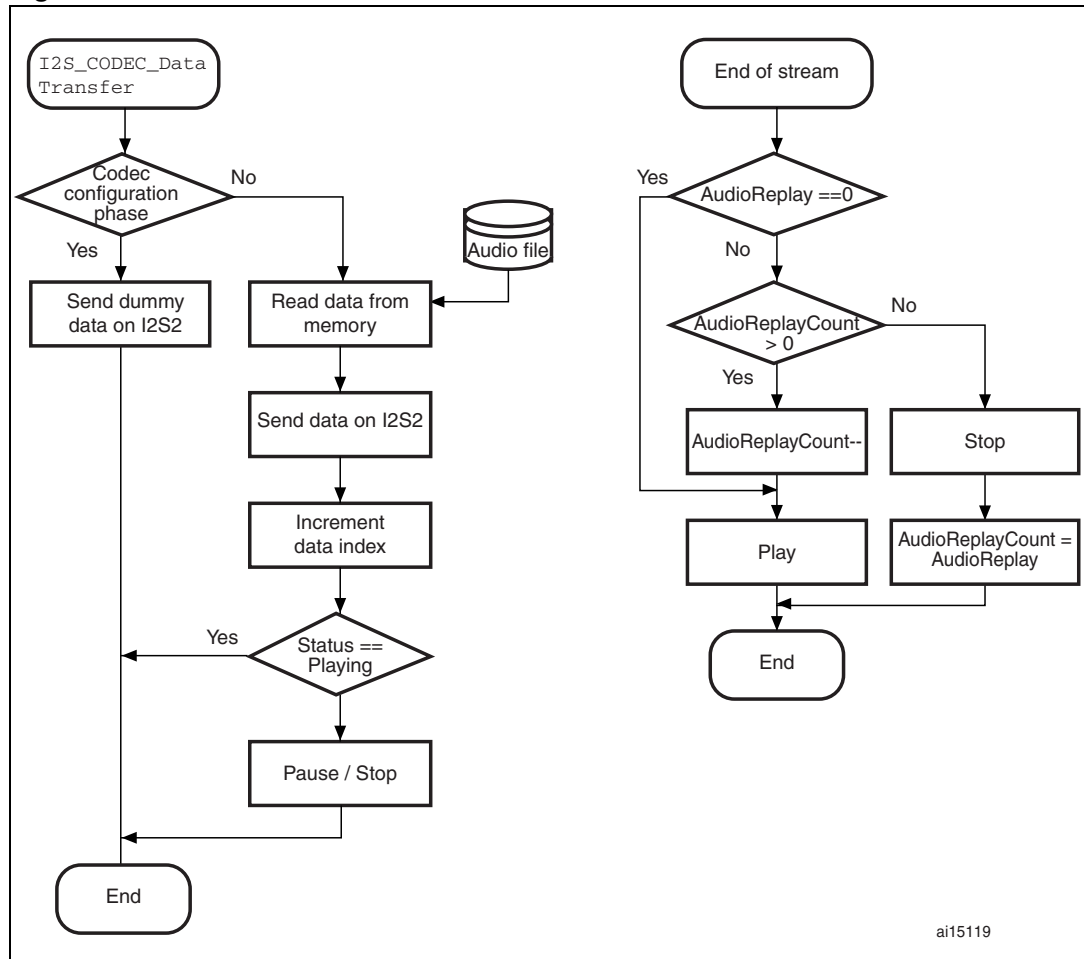 I2S_CODEC_Data
Transfer
Codec
configuration
phase
No
Yes
Audio file
Send dummy
data on I2S2
Read data from
memory
Send data on I2S2
Increment
data index
Yes
Status ==
Playing
Pause / Stop
End
End of stream
Yes
AudioReplay ==0
No
AudioReplayCount
> 0
No
Yes
AudioReplayCount--
Stop
Play
AudioReplayCount =
AudioReplay
End
ai15119